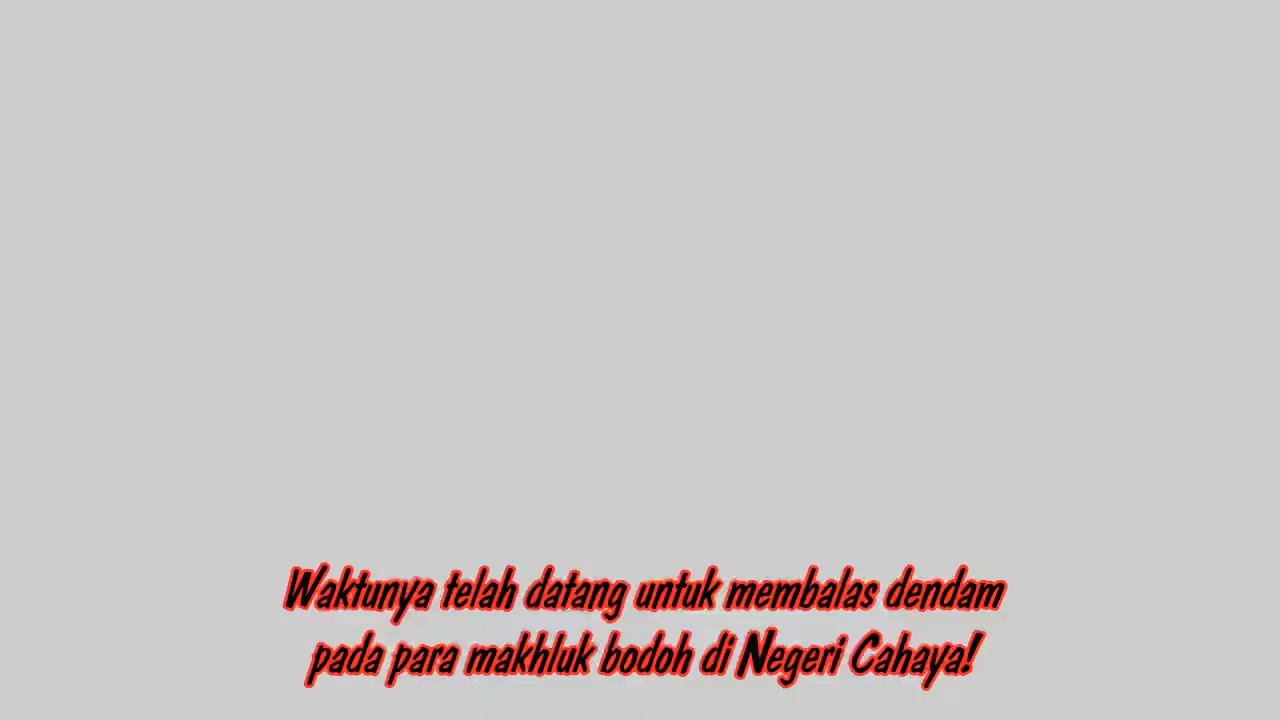 Waktunya telah datang untuk membalas dendam
pada para makhluk bodoh di Negeri Cahaya!